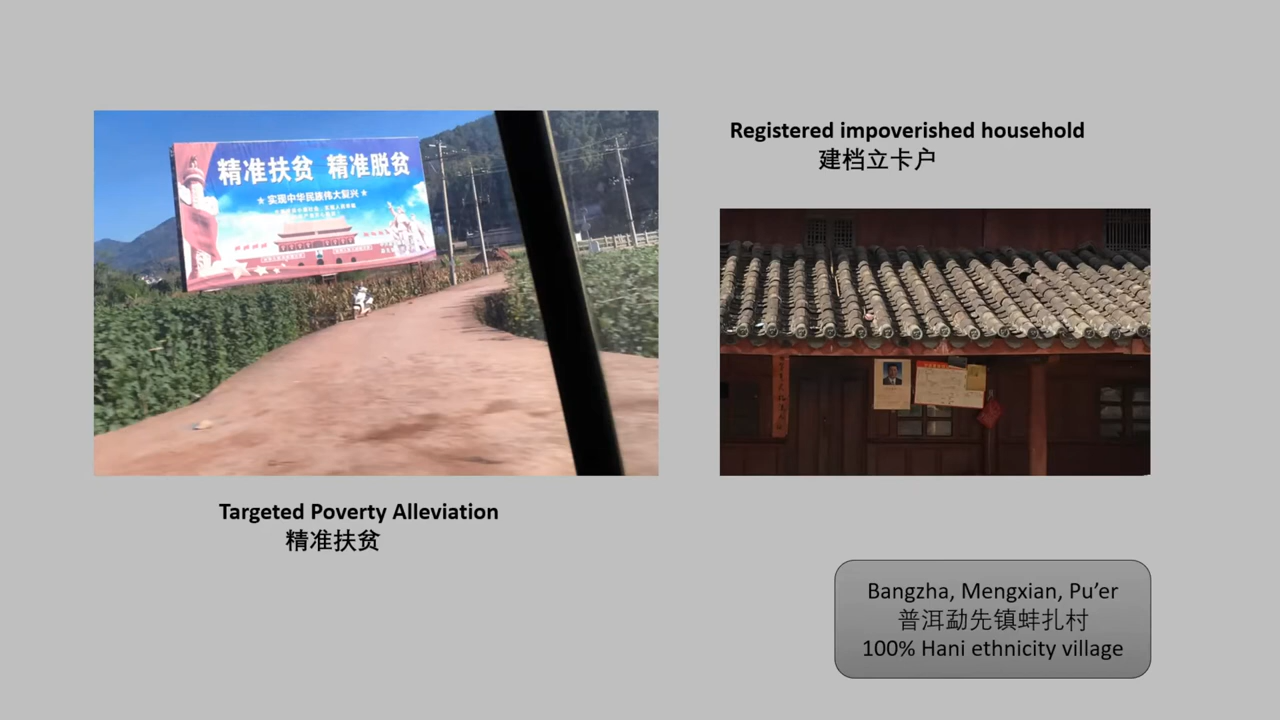 精准扶贫 精准脱贫
★ 实现中华民族伟大复兴 ★
Targeted Poverty Alleviation
精准扶贫
Registered impoverished household
建档立卡户
Bangzha, Mengxian, Pu’er
普洱勐先镇蚌扎村
100% Hani ethnicity village